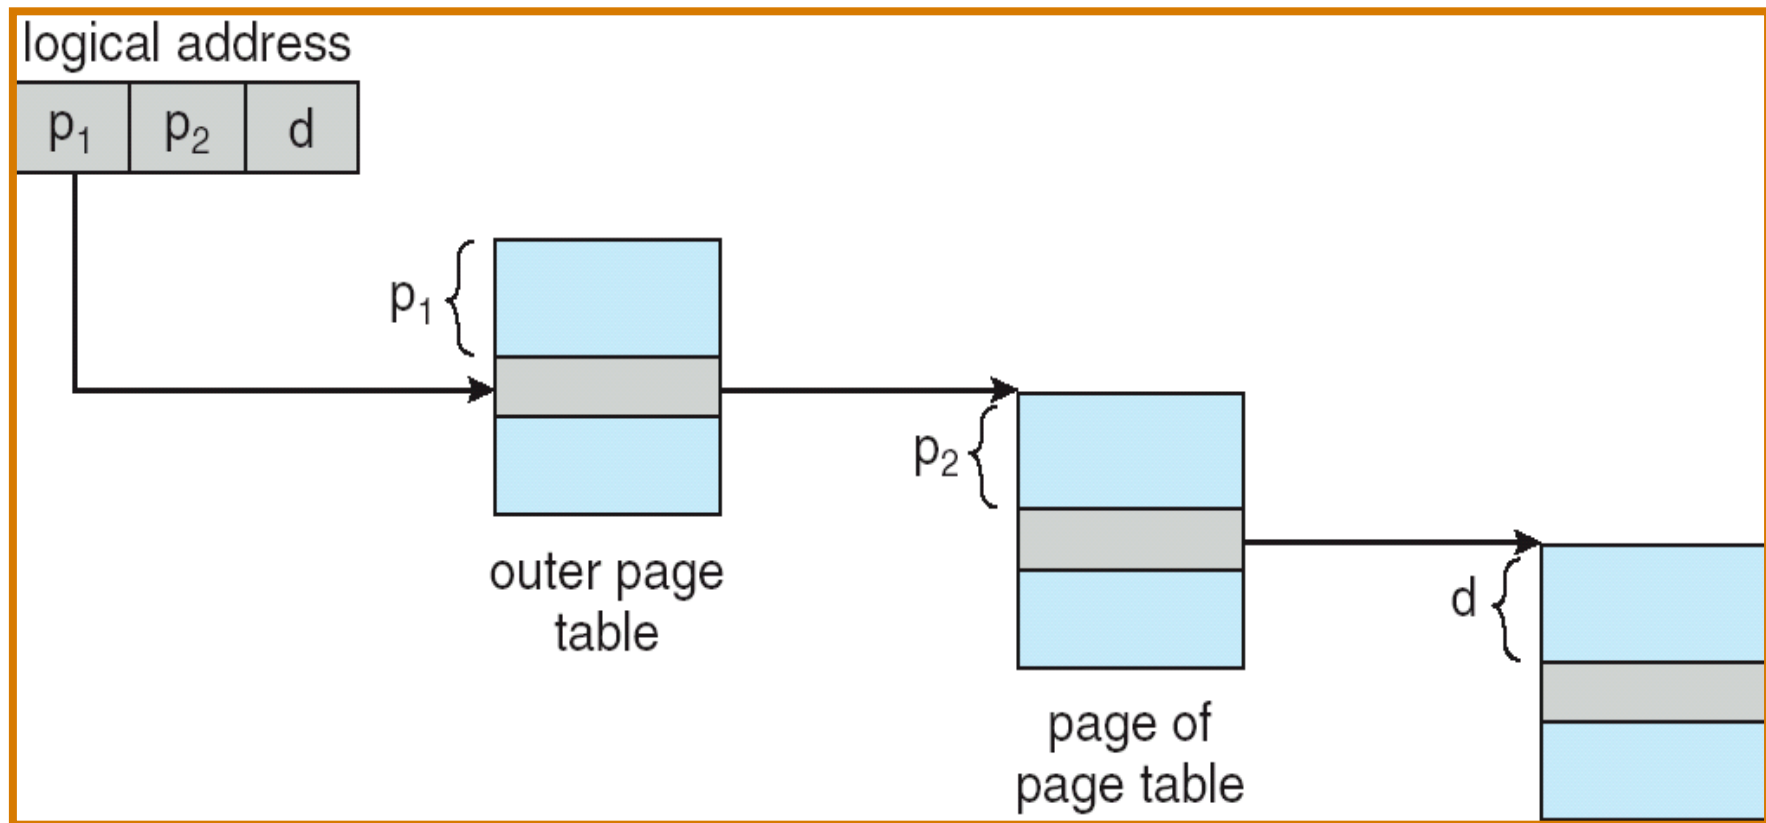 logical address
p₁ p₂ d
p₁
outer page
table
p₂
page of
page table
d